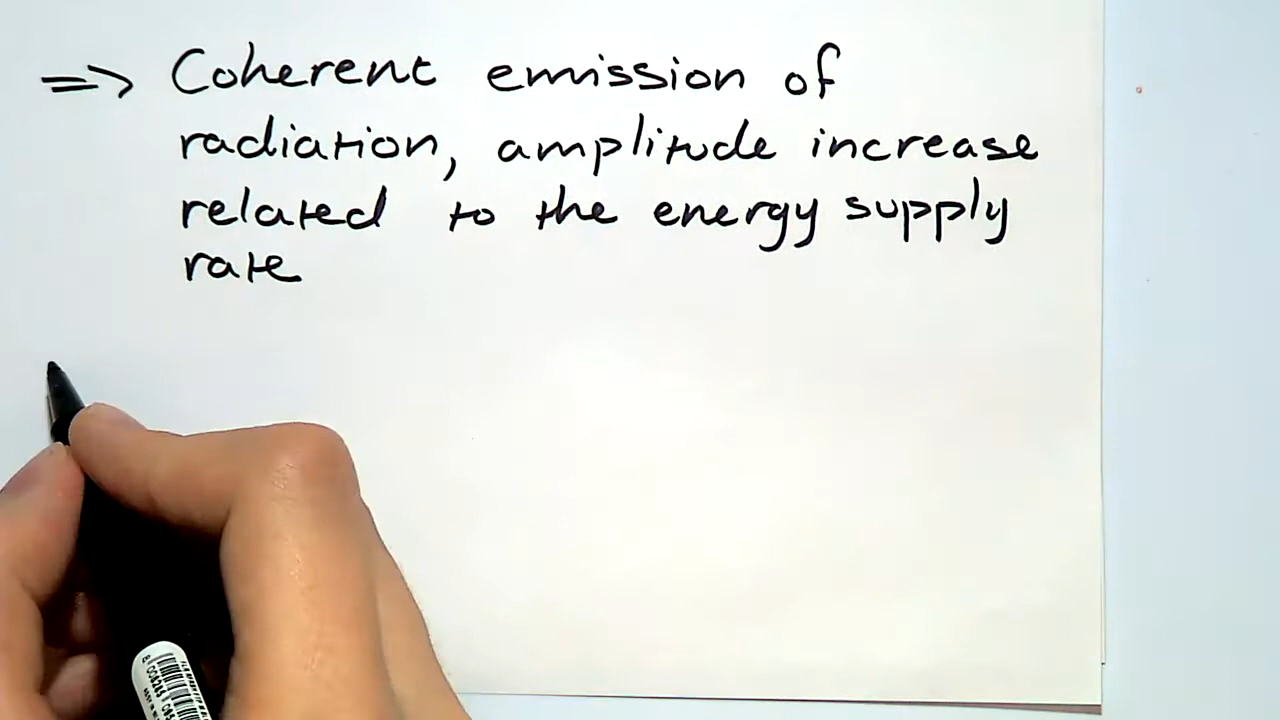 => Coherent emission of
radiation, amplitude increase
related to the energy supply
rate